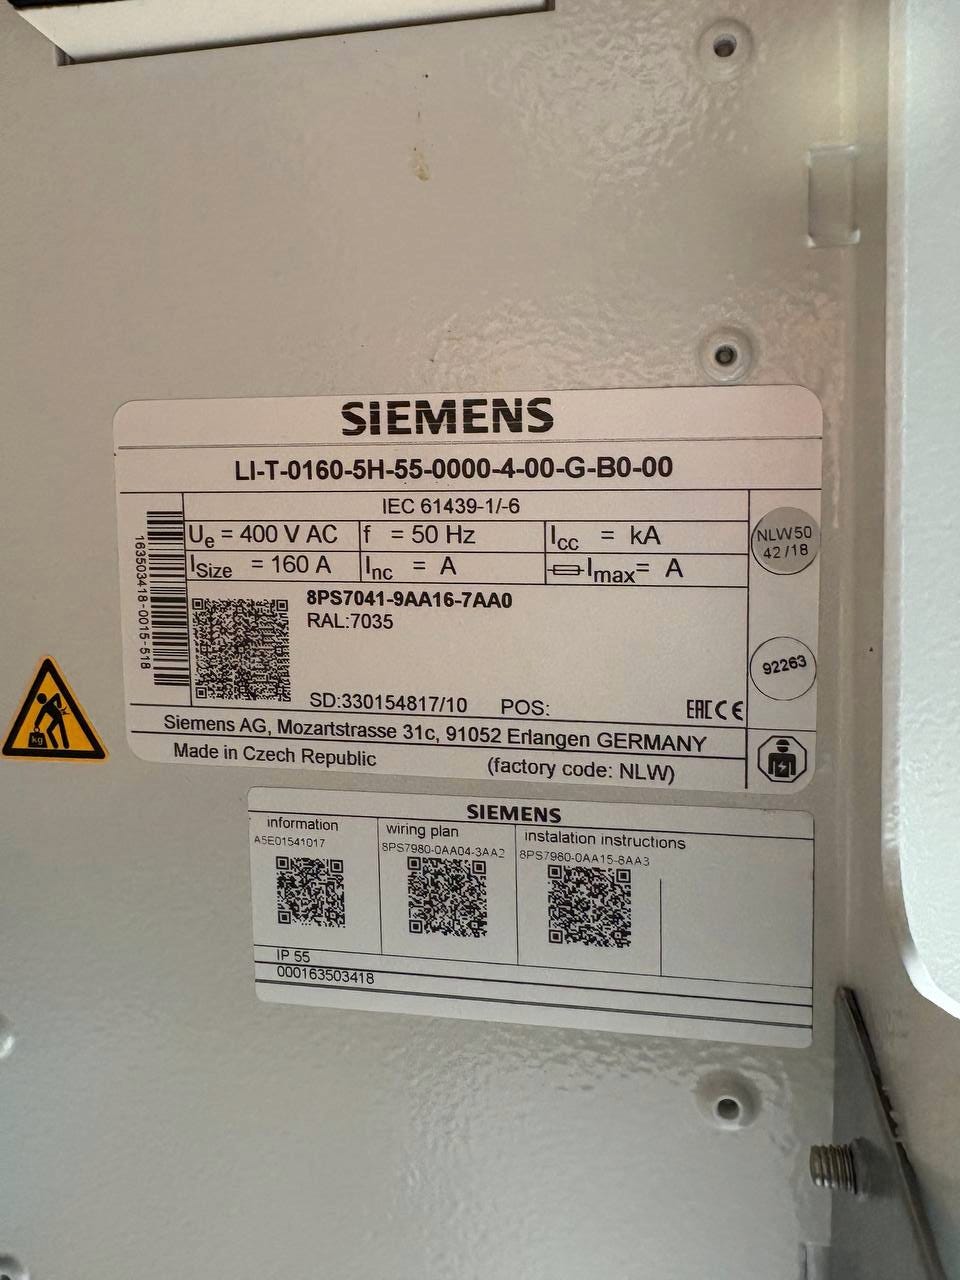 SIEMENS
LI-T-0160-5H-55-0000-4-00-G-B0-00
IEC 61439-1/-6
Ue = 400 V AC
f = 50 Hz
Icc = kA
ISize = 160 A
Inc = A
Imax= A
NLW50
42/18
163503418-0015-518
8PS7041-9AA16-7AA0
RAL:7035
92263
SD:330154817/10
POS:
EAC CE
Siemens AG, Mozartstrasse 31c, 91052 Erlangen GERMANY
Made in Czech Republic
(factory code: NLW)
kg
SIEMENS
information
A5E01541017
wiring plan
8PS7980-0AA04-3AA2
instalation instructions
8PS7980-0AA15-8AA3
IP 55
000163503418